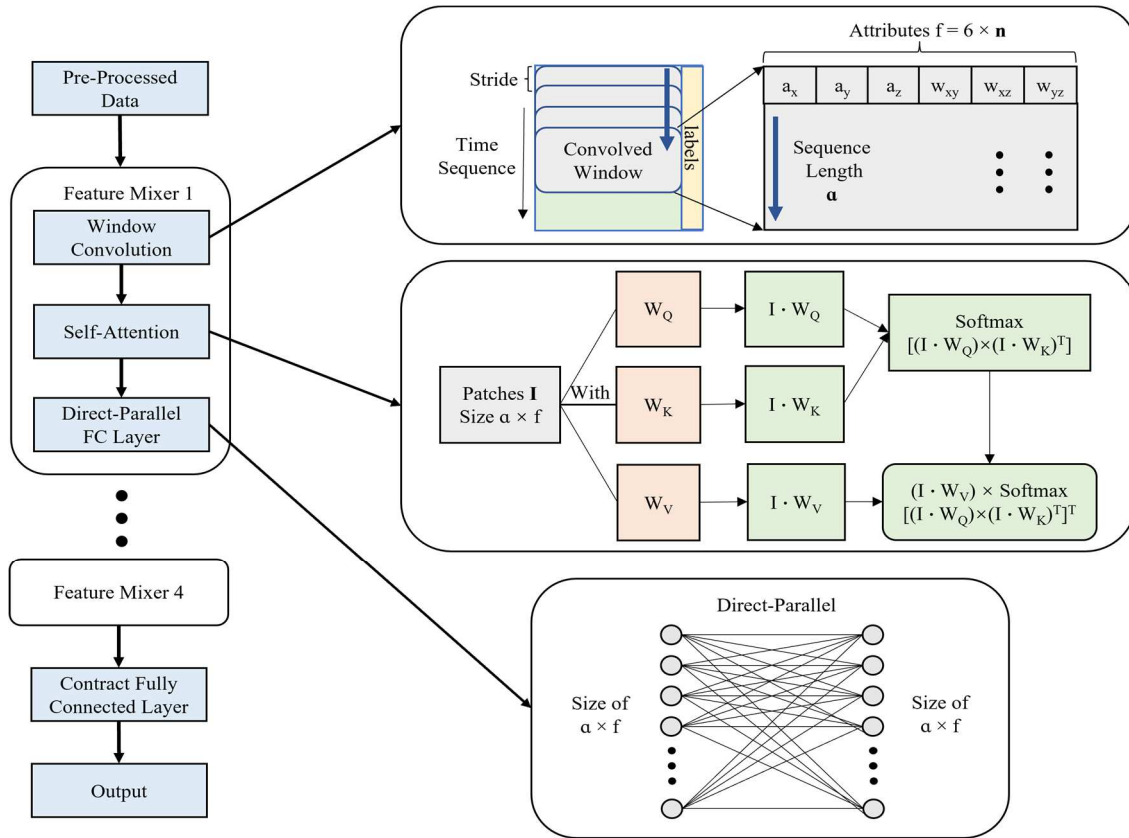 Pre-Processed
Data
Feature Mixer 1
Window
Convolution
Self-Attention
Direct-Parallel
FC Layer
Feature Mixer 4
Contract Fully
Connected Layer
Output
Attributes f = 6 × n
Stride
Time
Sequence
Convolved
Window
labels
a_x a_y a_z w_xy w_xz w_yz
Sequence
Length
ɑ
Patches I
Size ɑ × f
With
W_Q
I · W_Q
Softmax
[(I · W_Q)×(I · W_K)^T]
W_K
I · W_K
W_V
I · W_V
(I · W_V) × Softmax
[(I · W_Q)×(I · W_K)^T]^T
Direct-Parallel
Size of
ɑ × f
Size of
ɑ × f